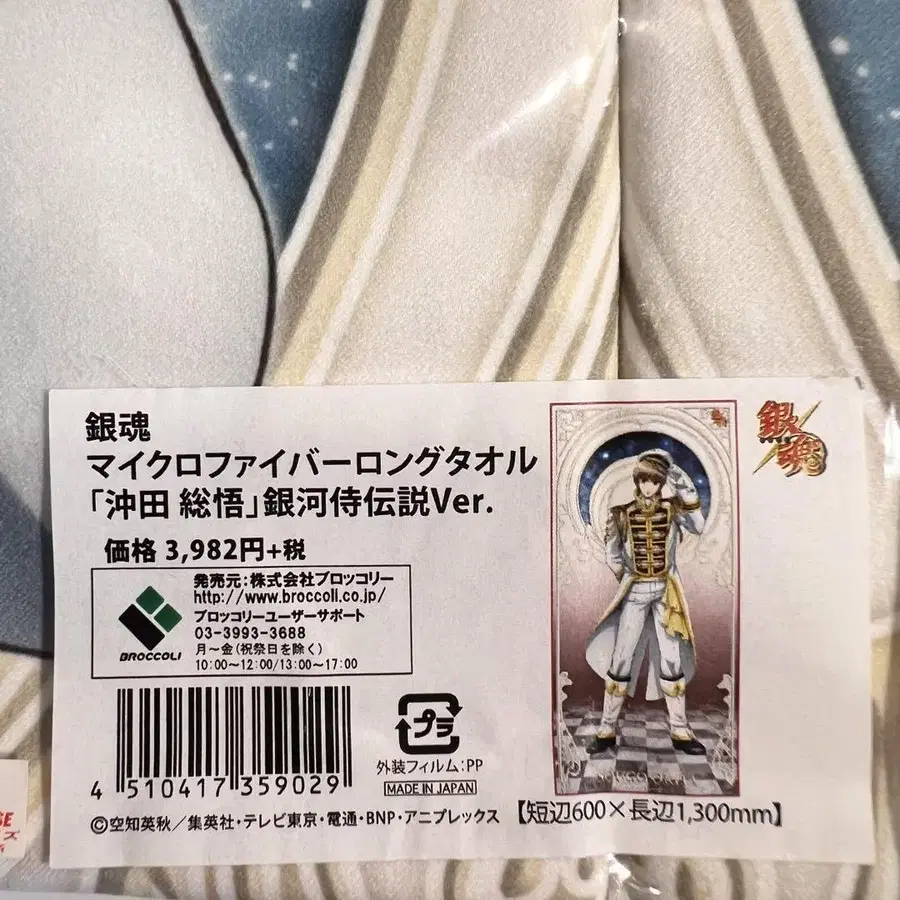 銀魂
マイクロファイバーロングタオル
「沖田 総悟」銀河侍伝説Ver.
価格 3,982円+税
発売元:株式会社ブロッコリー
http://www.broccoli.co.jp/
ブロッコリーユーザーサポート
03-3993-3688
月～金(祝祭日を除く)
10:00～12:00/13:00～17:00
BROCCOLI
4 510417 359029
プラ
外装フィルム:PP
MADE IN JAPAN
©空知英秋／集英社・テレビ東京・電通・BNP・アニプレックス
銀魂
【短辺600×長辺1,300mm】